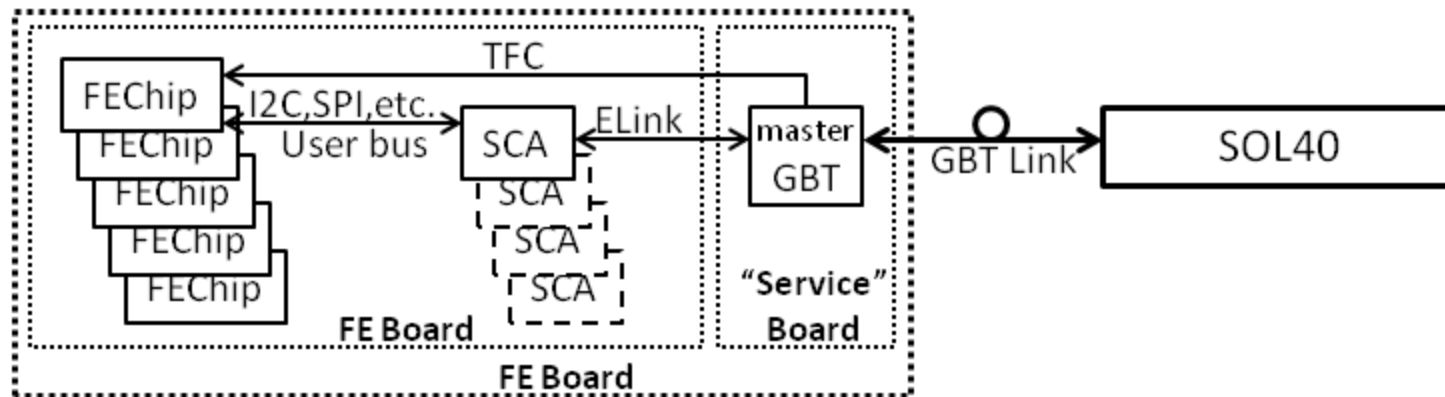 TFC
FEChip
I2C,SPI,etc.
User bus
FEChip
FEChip
FEChip
FEChip
SCA
SCA
SCA
SCA
ELink
master
GBT
GBT Link
SOL40
“Service”
Board
FE Board
FE Board